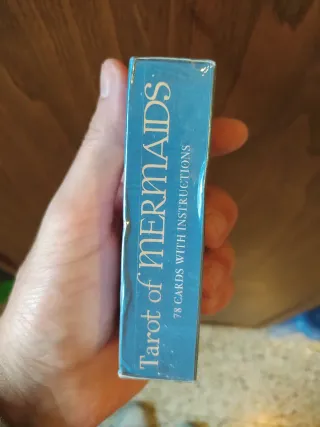 Tarot of MERMAIDS
78 CARDS WITH INSTRUCTIONS